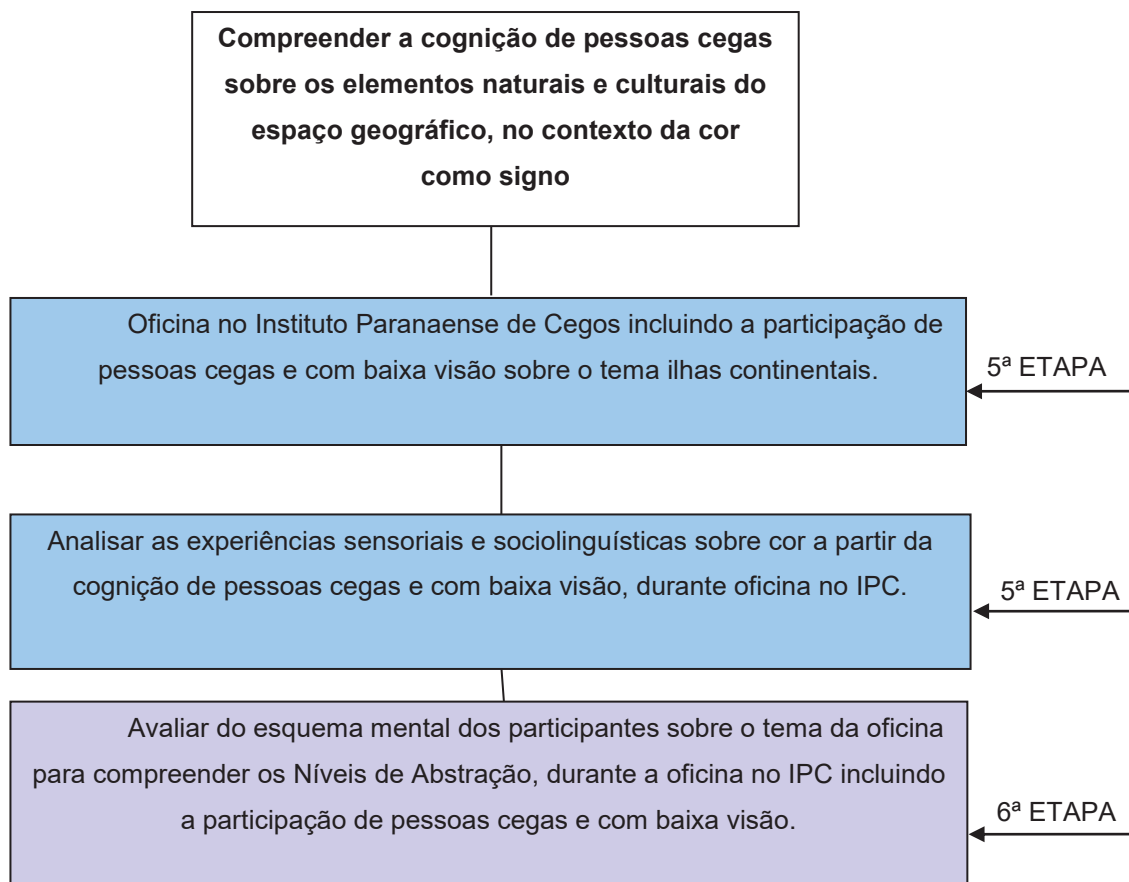 Compreender a cognição de pessoas cegas
sobre os elementos naturais e culturais do
espaço geográfico, no contexto da cor
como signo
Oficina no Instituto Paranaense de Cegos incluindo a participação de
pessoas cegas e com baixa visão sobre o tema ilhas continentais.
5ª ETAPA
Analisar as experiências sensoriais e sociolinguísticas sobre cor a partir da
cognição de pessoas cegas e com baixa visão, durante oficina no IPC.
5ª ETAPA
Avaliar do esquema mental dos participantes sobre o tema da oficina
para compreender os Níveis de Abstração, durante a oficina no IPC incluindo
a participação de pessoas cegas e com baixa visão.
6ª ETAPA